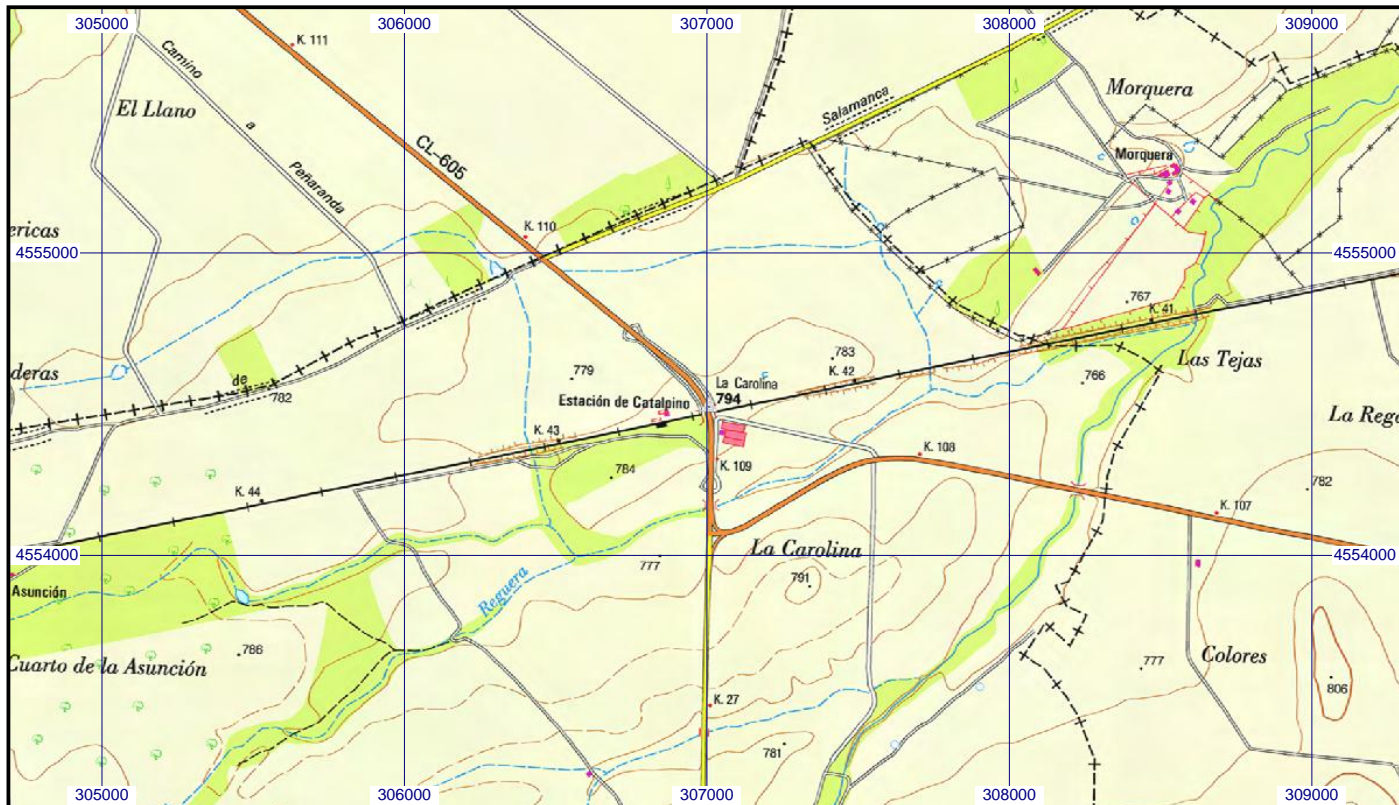 305000 306000 307000 308000 309000
K. 111
Camino
a
Peñaranda
El Llano
CL-605
Salamanca
Morquera
Morquera
ericas
K. 110
4555000 4555000
767
K. 41
deras
de
782
779
783
K. 42
La Carolina
794
Estación de Catalpino
766
Las Tejas
La Rego
K. 43
784
K. 109
K. 108
K. 44
782
K. 107
4554000 4554000
La Carolina
777
791
Asunción
Reguera
786
Cuarto de la Asunción
777
Colores
806
K. 27
781
305000 306000 307000 308000 309000